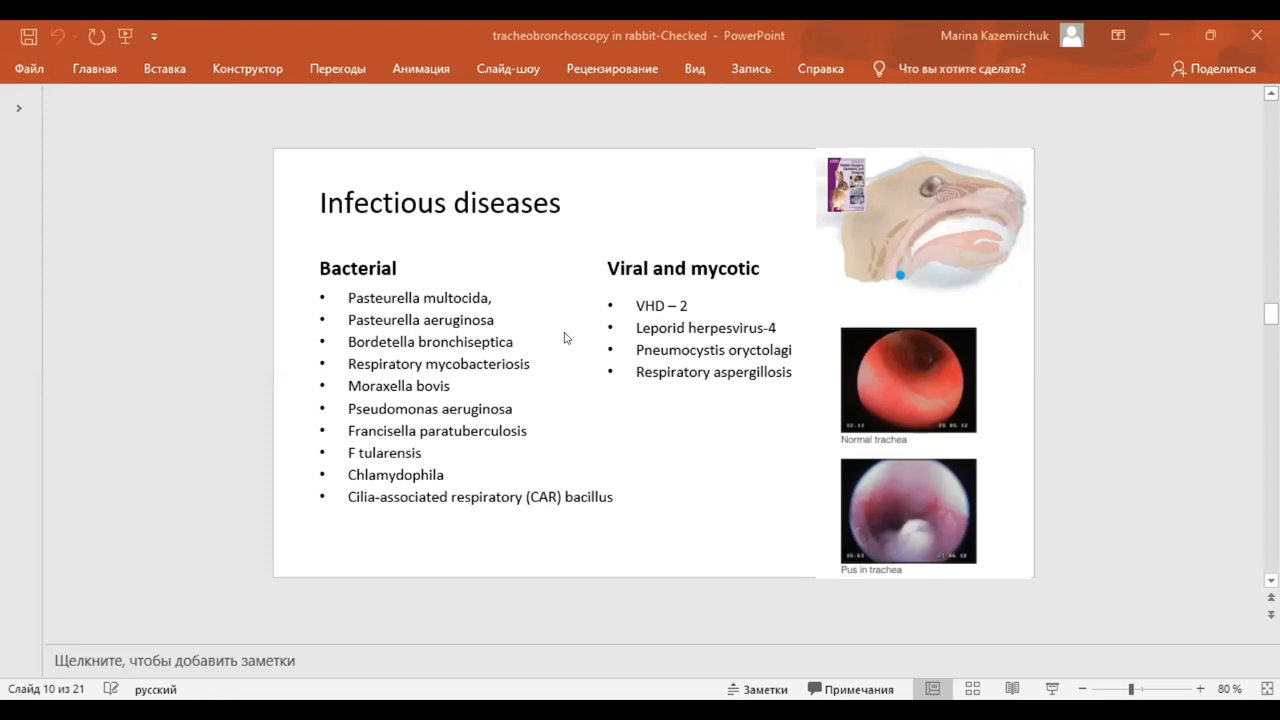 tracheobronchoscopy in rabbit-Checked - PowerPoint
Marina Kazemirchuk
Файл Главная Вставка Конструктор Переходы Анимация Слайд-шоу Рецензирование Вид Запись Справка Что вы хотите сделать? Поделиться
Infectious diseases
Bacterial
• Pasteurella multocida,
• Pasteurella aeruginosa
• Bordetella bronchiseptica
• Respiratory mycobacteriosis
• Moraxella bovis
• Pseudomonas aeruginosa
• Francisella paratuberculosis
• F tularensis
• Chlamydophila
• Cilia-associated respiratory (CAR) bacillus
Viral and mycotic
• VHD – 2
• Leporid herpesvirus-4
• Pneumocystis oryctolagi
• Respiratory aspergillosis
Normal trachea
Pus in trachea
Щелкните, чтобы добавить заметки
Слайд 10 из 21 русский Заметки Примечания 80 %